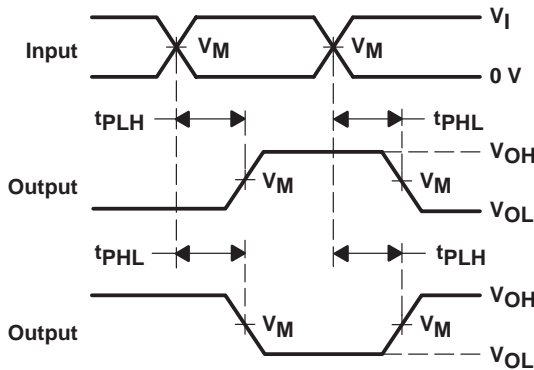 VI
Input VM VM
0 V
tPLH tPHL
VOH
Output VM VM
VOL
tPHL tPLH
VOH
Output VM VM
VOL